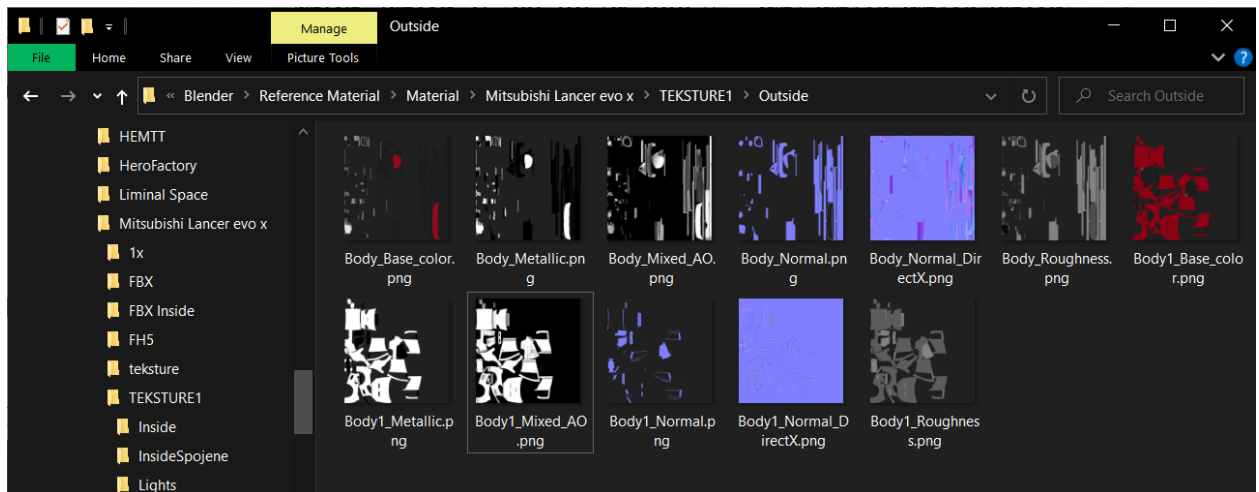 Manage
Outside
File
Home
Share
View
Picture Tools
« Blender > Reference Material > Material > Mitsubishi Lancer evo x > TEKSTURE1 > Outside
Search Outside
HEMTT
HeroFactory
Liminal Space
Mitsubishi Lancer evo x
1x
FBX
FBX Inside
FH5
teksture
TEKSTURE1
Inside
InsideSpojene
Lights
Body_Base_color.
png
Body_Metallic.pn
g
Body_Mixed_AO.
png
Body_Normal.pn
g
Body_Normal_Dir
ectX.png
Body_Roughness.
png
Body1_Base_colo
r.png
Body1_Metallic.p
ng
Body1_Mixed_AO
.png
Body1_Normal.p
ng
Body1_Normal_D
irectX.png
Body1_Roughnes
s.png